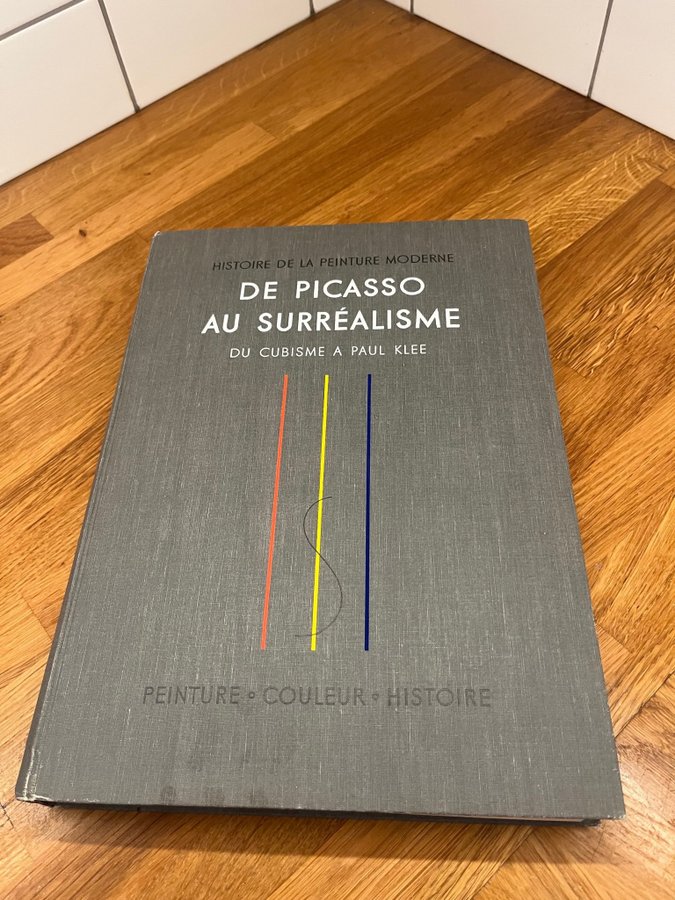 HISTOIRE DE LA PEINTURE MODERNE
DE PICASSO
AU SURRÉALISME
DU CUBISME A PAUL KLEE
PEINTURE • COULEUR • HISTOIRE